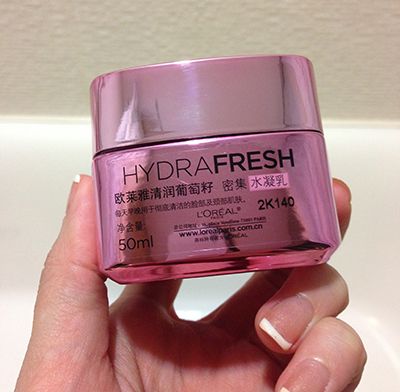 HYDRAFRESH
欧莱雅清润葡萄籽 密集 水凝乳
每天早晚用于彻底清洁的脸部及颈部肌肤。
L'ORÉAL®
PARIS
2K140
净含量:
50ml
www.lorealparis.com.cn